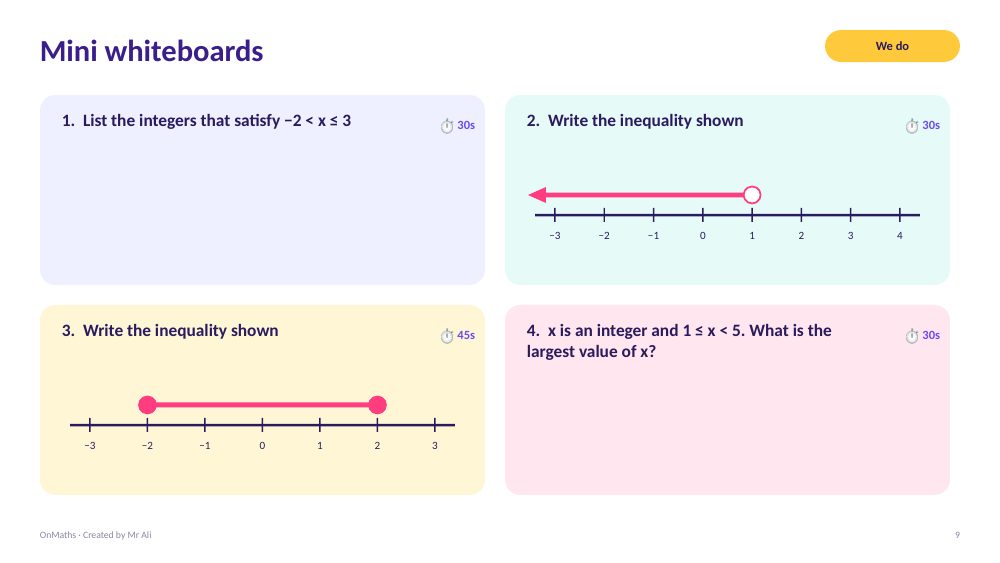 Mini whiteboards
We do
1. List the integers that satisfy −2 < x ≤ 3
⏱ 30s
2. Write the inequality shown
⏱ 30s
−3 −2 −1 0 1 2 3 4
3. Write the inequality shown
⏱ 45s
−3 −2 −1 0 1 2 3
4. x is an integer and 1 ≤ x < 5. What is the
largest value of x?
⏱ 30s
OnMaths · Created by Mr Ali
9